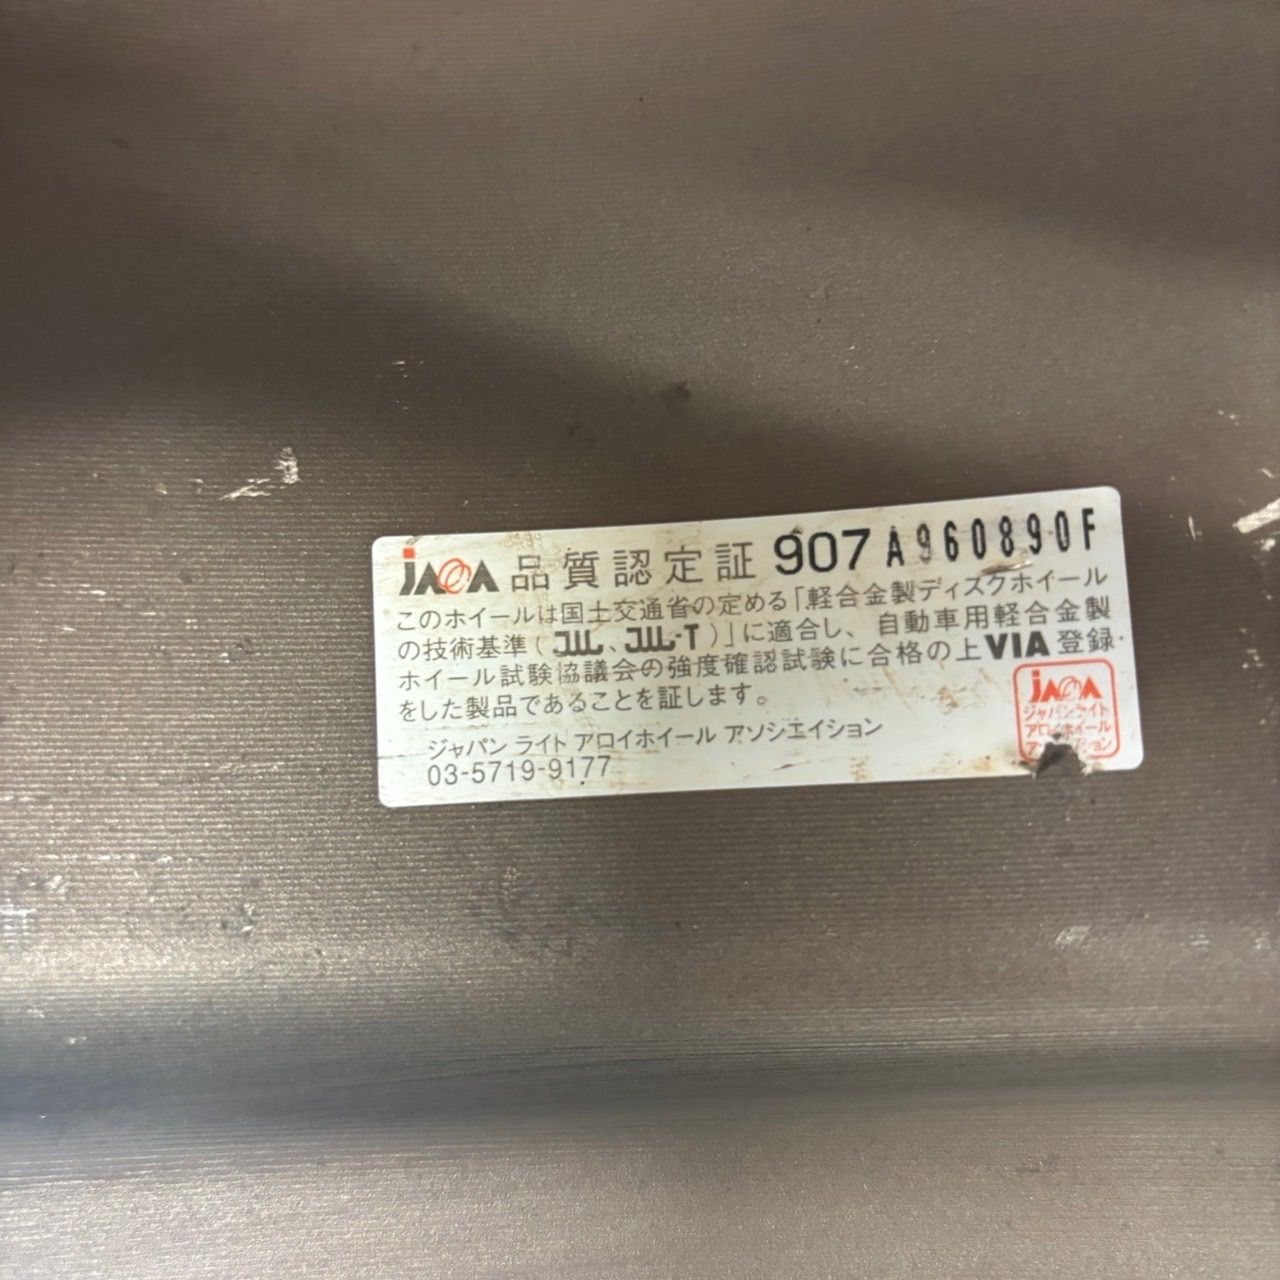 JAWA 品質認定証 907 A960890F
このホイールは国土交通省の定める「軽合金製ディスクホイール
の技術基準(JWL、JWL-T)」に適合し、自動車用軽合金製
ホイール試験協議会の強度確認試験に合格の上VIA登録
をした製品であることを証します。
ジャパン ライト アロイホイール アソシエイション
03-5719-9177
JAWA
ジャパンライト
アロイホイール